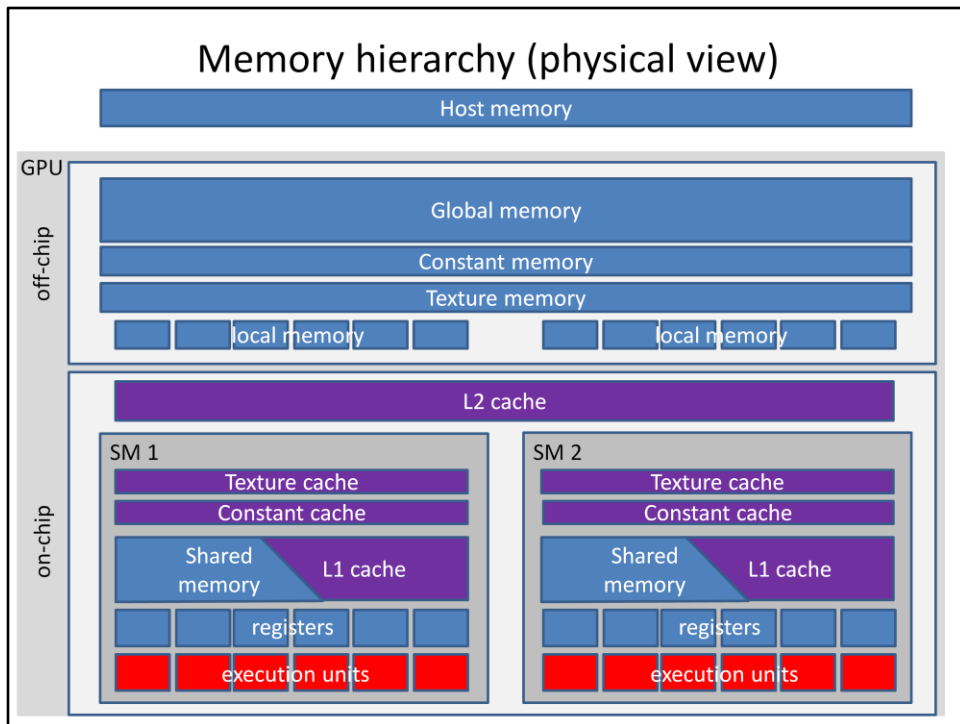 Memory hierarchy (physical view)
Host memory
GPU
off-chip
Global memory
Constant memory
Texture memory
local memory
local memory
on-chip
L2 cache
SM 1
Texture cache
Constant cache
Shared
memory
L1 cache
registers
execution units
SM 2
Texture cache
Constant cache
Shared
memory
L1 cache
registers
execution units